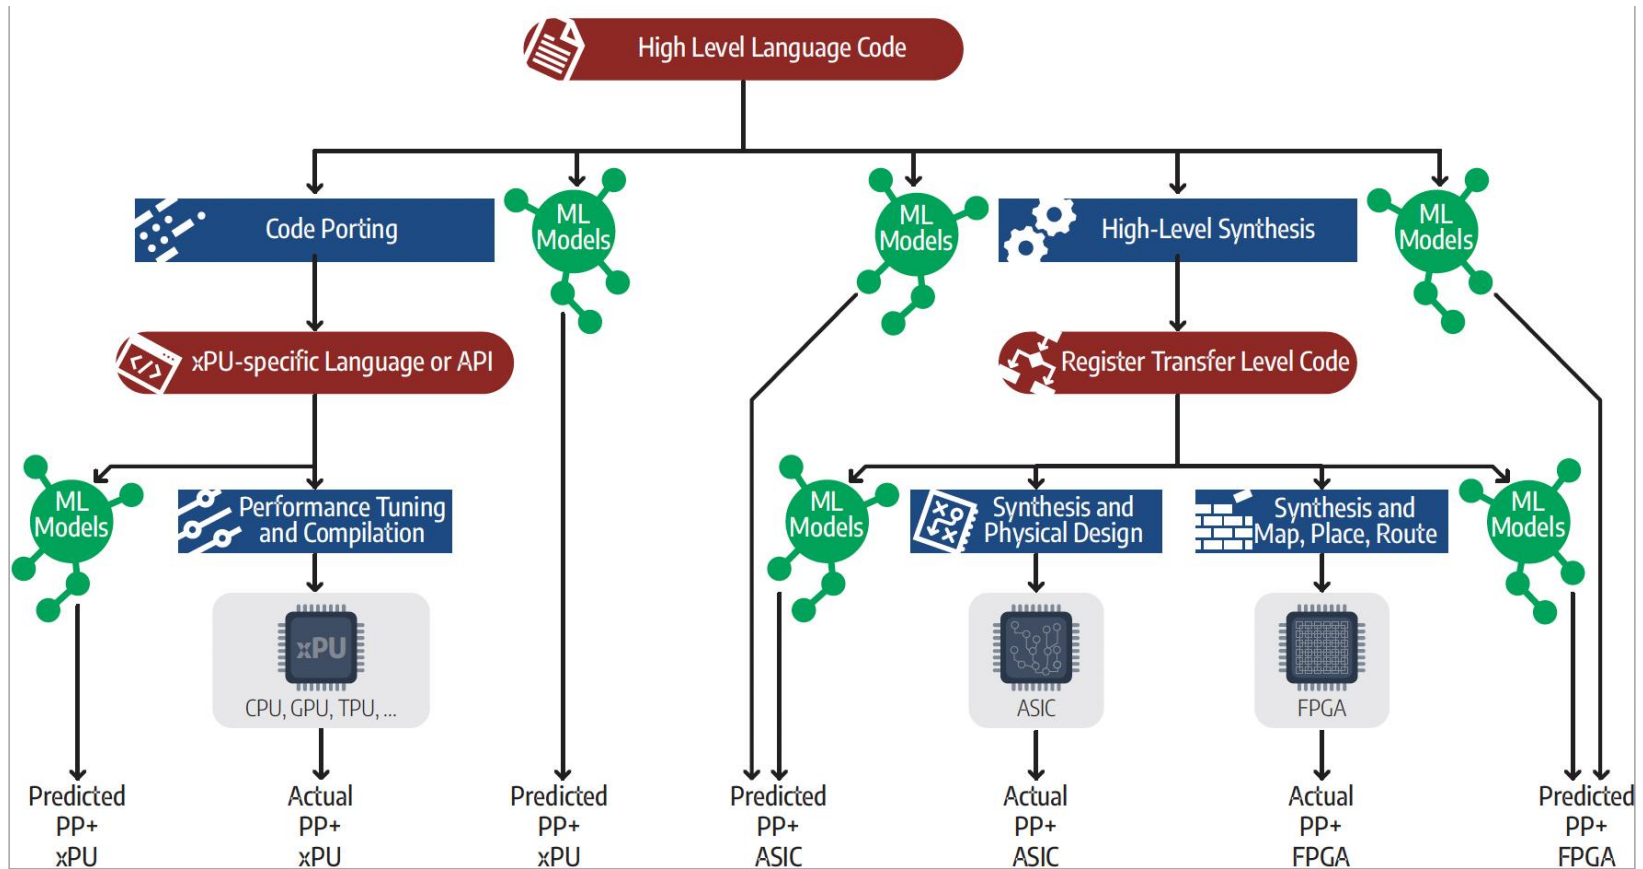 High Level Language Code
Code Porting
ML
Models
ML
Models
High-Level Synthesis
ML
Models
xPU-specific Language or API
</>
Register Transfer Level Code
ML
Models
Performance Tuning
and Compilation
ML
Models
Synthesis and
Physical Design
Synthesis and
Map, Place, Route
ML
Models
xPU
CPU, GPU, TPU, ...
ASIC
FPGA
Predicted
PP+
xPU
Actual
PP+
xPU
Predicted
PP+
xPU
Predicted
PP+
ASIC
Actual
PP+
ASIC
Actual
PP+
FPGA
Predicted
PP+
FPGA